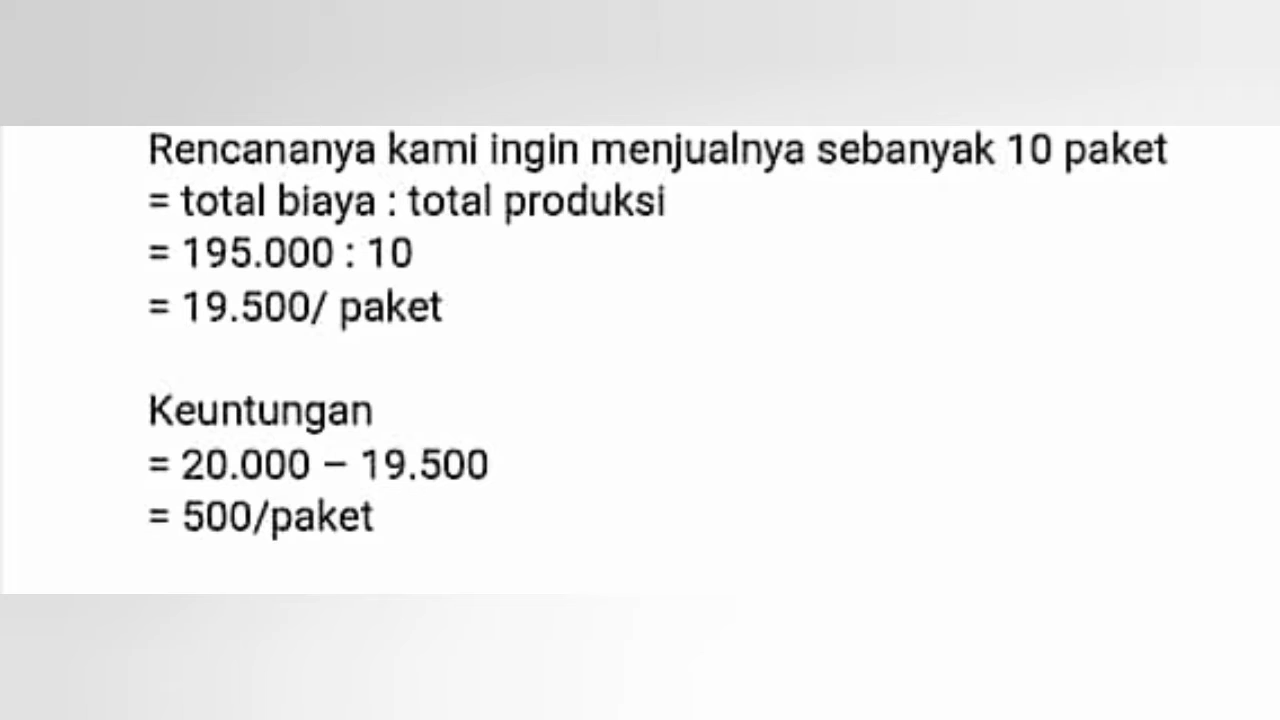 Rencananya kami ingin menjualnya sebanyak 10 paket
= total biaya : total produksi
= 195.000 : 10
= 19.500/ paket
Keuntungan
= 20.000 – 19.500
= 500/paket